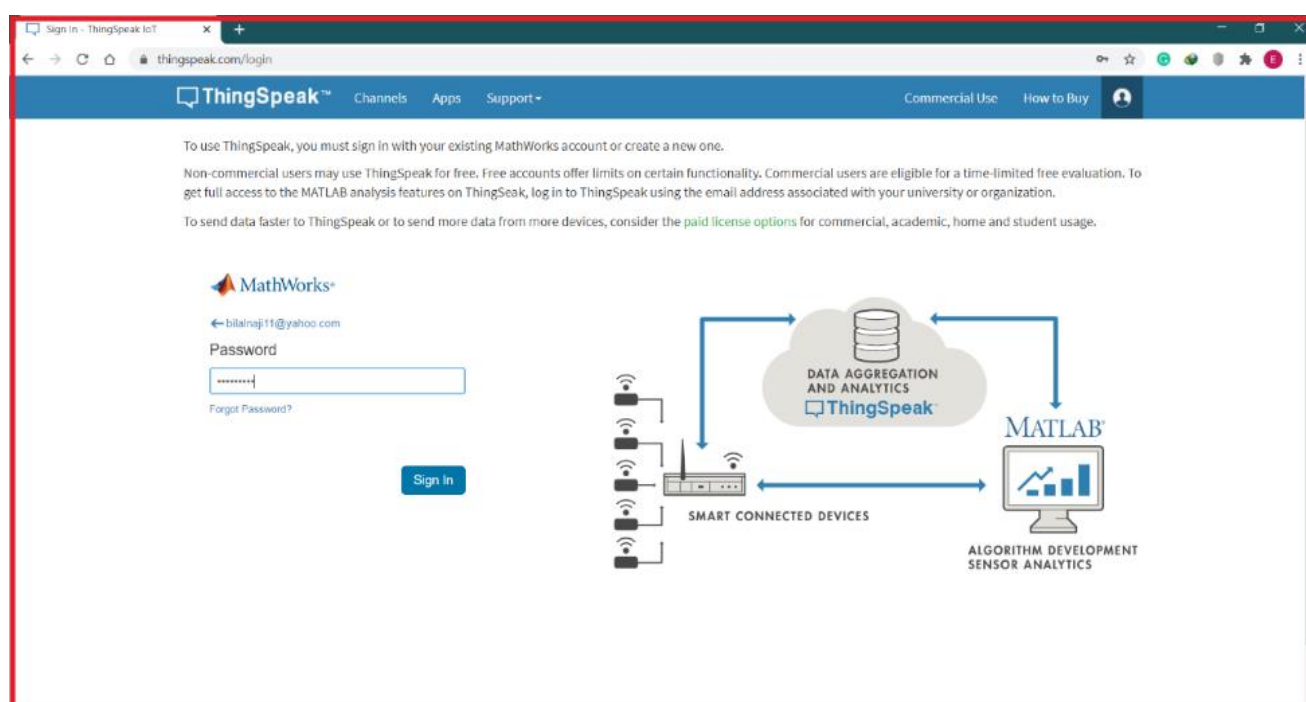 Sign In - ThingSpeak IoT
thingspeak.com/login
E
ThingSpeak™ Channels Apps Support Commercial Use How to Buy
To use ThingSpeak, you must sign in with your existing MathWorks account or create a new one.
Non-commercial users may use ThingSpeak for free. Free accounts offer limits on certain functionality. Commercial users are eligible for a time-limited free evaluation. To
get full access to the MATLAB analysis features on ThingSeak, log in to ThingSpeak using the email address associated with your university or organization.
To send data faster to ThingSpeak or to send more data from more devices, consider the paid license options for commercial, academic, home and student usage.
MathWorks®
bilalnaji11@yahoo.com
Password
•••••••••
Forgot Password?
Sign In
DATA AGGREGATION
AND ANALYTICS
ThingSpeak™
MATLAB®
SMART CONNECTED DEVICES
ALGORITHM DEVELOPMENT
SENSOR ANALYTICS